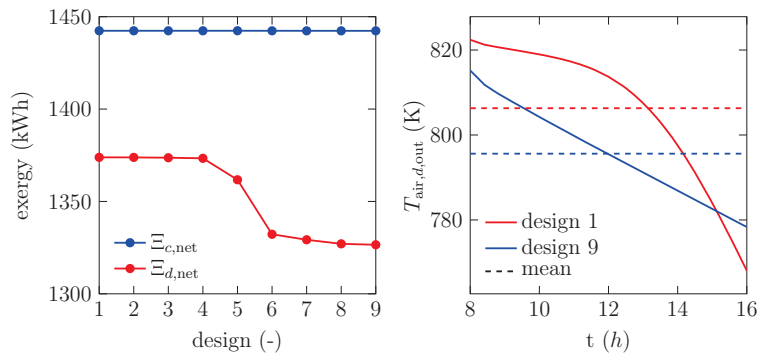 1450
1400
1350
1300
exergy (kWh)
Ξc,net
Ξd,net
1 2 3 4 5 6 7 8 9
design (-)
820
800
780
Tair,d,out (K)
design 1
design 9
mean
8 10 12 14 16
t (h)